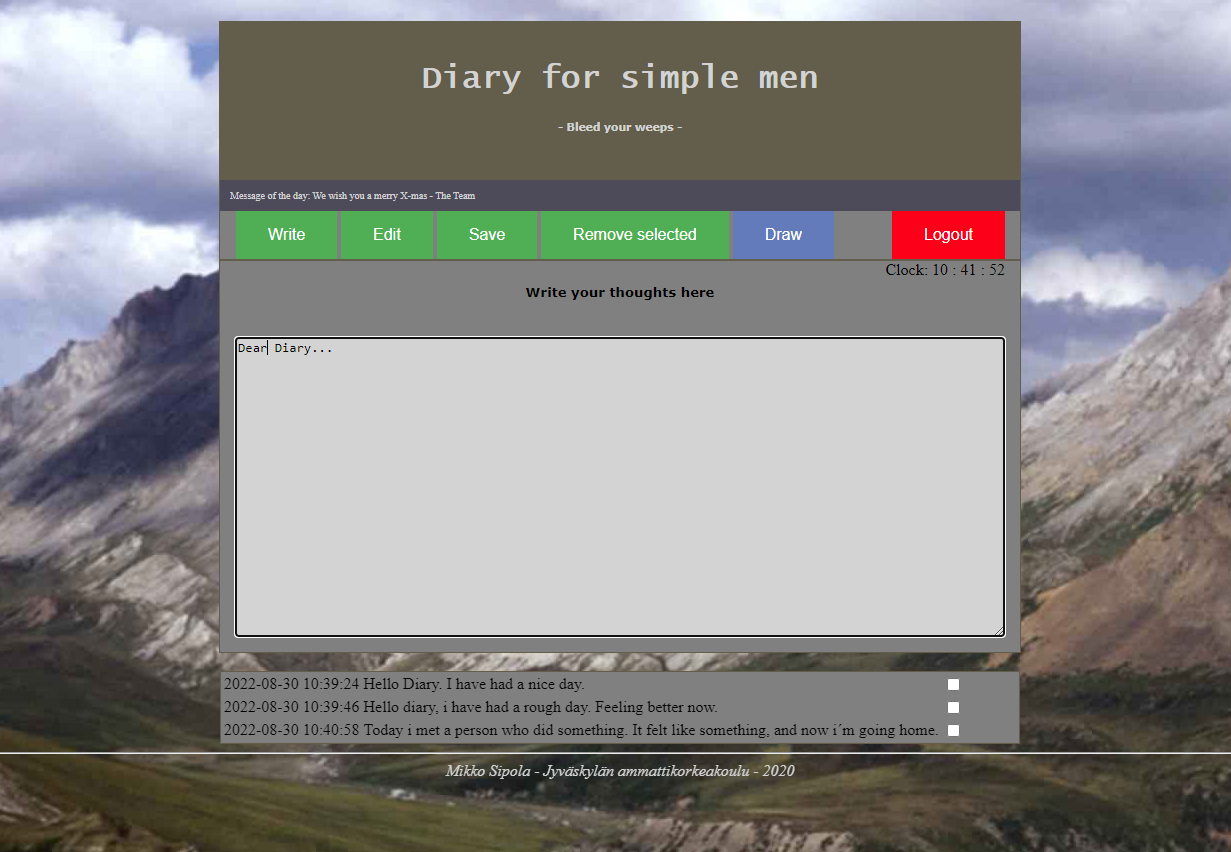 Diary for simple men
- Bleed your weeps -
Message of the day: We wish you a merry X-mas - The Team
Write Edit Save Remove selected Draw Logout
Clock: 10 : 41 : 52
Write your thoughts here
Dear Diary...
2022-08-30 10:39:24 Hello Diary. I have had a nice day.
2022-08-30 10:39:46 Hello diary, i have had a rough day. Feeling better now.
2022-08-30 10:40:58 Today i met a person who did something. It felt like something, and now i´m going home.
Mikko Sipola - Jyväskylän ammattikorkeakoulu - 2020